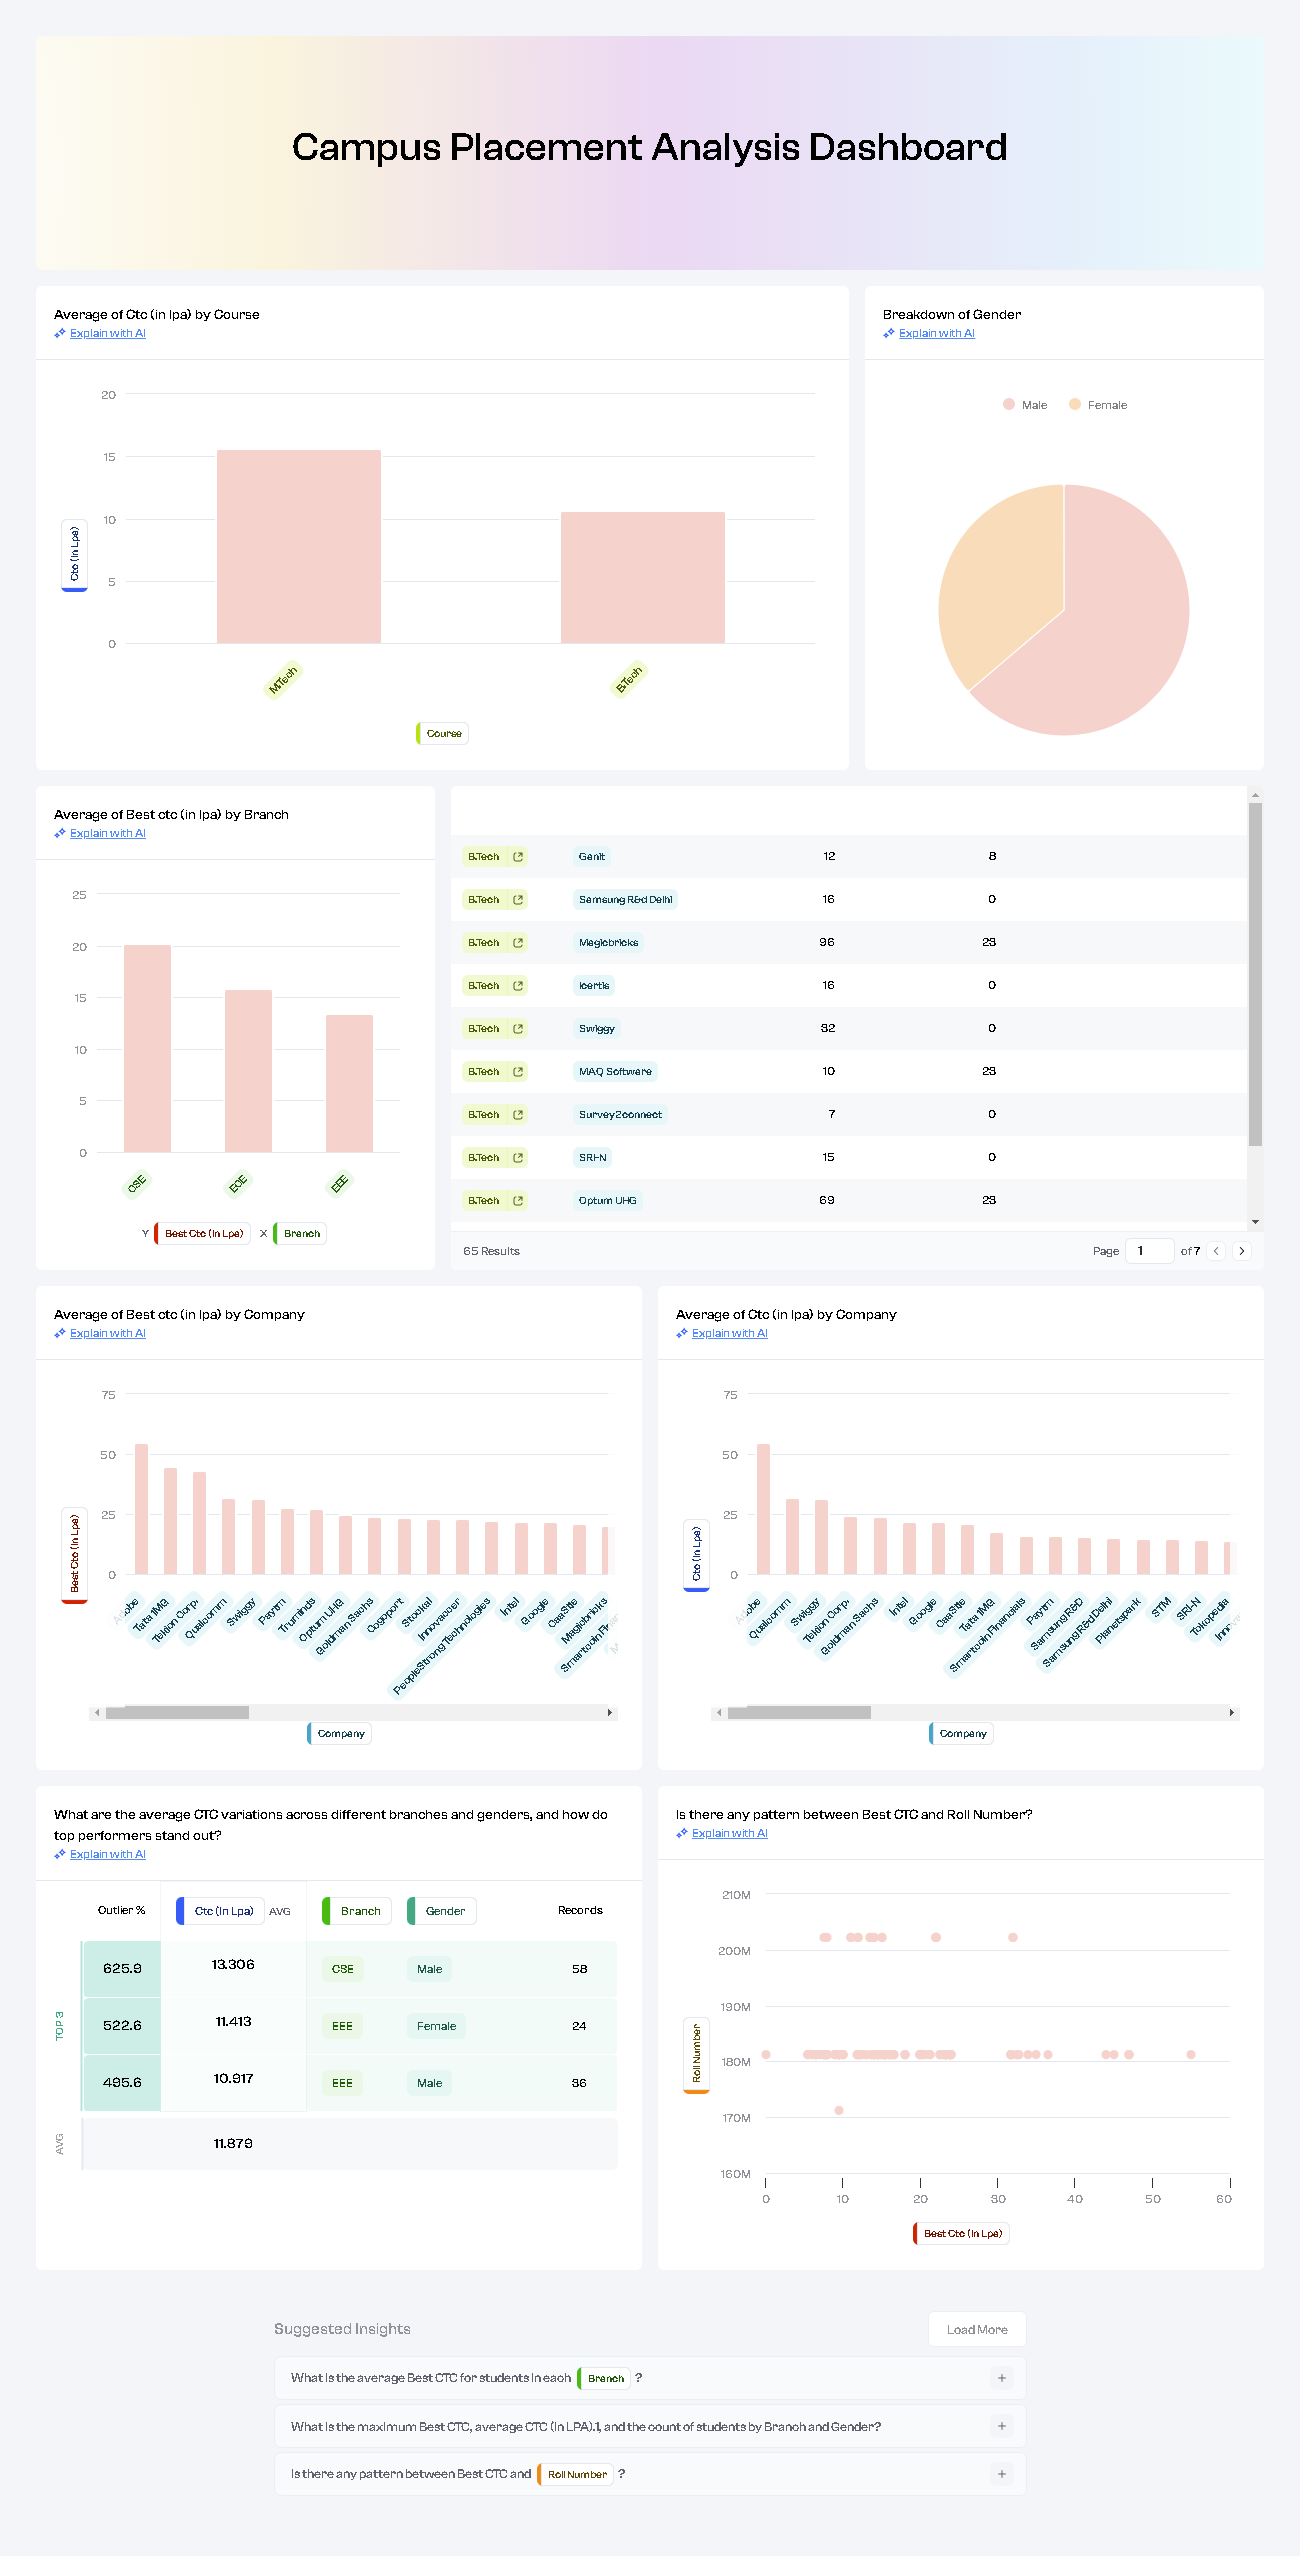 Campus Placement Analysis Dashboard
Average of Ctc (in lpa) by Course
Explain with AI
20
15
10
5
0
Ctc (In Lpa)
M.Tech
B.Tech
Course
Breakdown of Gender
Explain with AI
Male
Female
Average of Best ctc (in lpa) by Branch
Explain with AI
25
20
15
10
5
0
CSE
ECE
EEE
Y Best Ctc (In Lpa) X Branch
B.Tech Genit 12 8
B.Tech Samsung R&d Delhi 16 0
B.Tech Magicbricks 96 23
B.Tech Icertis 16 0
B.Tech Swiggy 32 0
B.Tech MAQ Software 10 23
B.Tech Survey2connect 7 0
B.Tech SRI-N 15 0
B.Tech Optum UHG 69 23
65 Results
Page 1 of 7
Average of Best ctc (in lpa) by Company
Explain with AI
75
50
25
0
Best Ctc (In Lpa)
Adobe
Tata 1MG
Tekion Corp.
Qualcomm
Swiggy
Paytm
Truminds
Optum UHG
Goldman Sachs
Cogoport
Stockal
Innovaccer
PeopleStrong Technologies
Intel
Google
CaaStle
Magicbricks
Company
Average of Ctc (in lpa) by Company
Explain with AI
75
50
25
0
Ctc (In Lpa)
Adobe
Qualcomm
Swiggy
Tekion Corp.
Goldman Sachs
Intel
Google
CaaStle
Tata 1MG
Smartcoin Financials
Paytm
Samsung R&D
Samsung R&d Delhi
Planetspark
STM
SRI-N
Tokopedia
Company
What are the average CTC variations across different branches and genders, and how do
top performers stand out?
Explain with AI
Outlier % Ctc (In Lpa) AVG Branch Gender Records
TOP 3
625.9 13.306 CSE Male 58
522.6 11.413 EEE Female 24
495.6 10.917 EEE Male 36
AVG 11.879
Is there any pattern between Best CTC and Roll Number?
Explain with AI
210M
200M
190M
180M
170M
160M
Roll Number
0 10 20 30 40 50 60
Best Ctc (In Lpa)
Suggested Insights
Load More
What is the average Best CTC for students in each Branch ?
What is the maximum Best CTC, average CTC (in LPA).1, and the count of students by Branch and Gender?
Is there any pattern between Best CTC and Roll Number ?